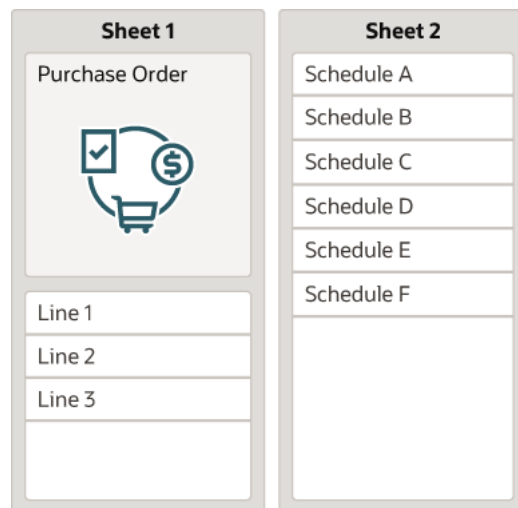 Sheet 1
Purchase Order
$
Line 1
Line 2
Line 3
Sheet 2
Schedule A
Schedule B
Schedule C
Schedule D
Schedule E
Schedule F